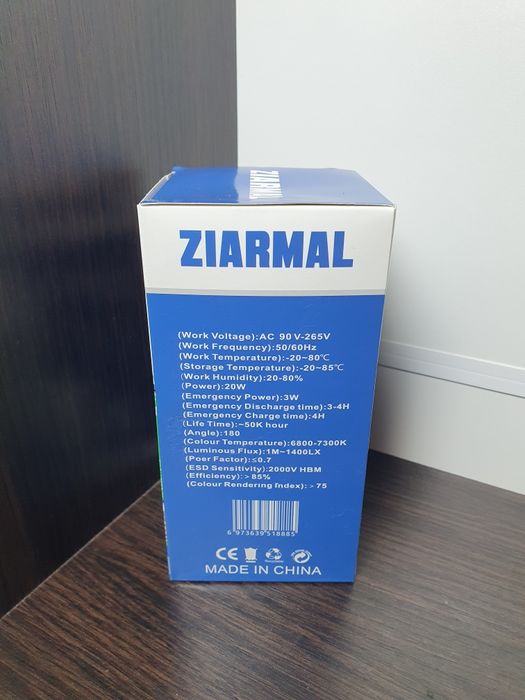 ZIARMAL
ZIARMAL
(Work Voltage):AC 90V-265V
(Work Frequency):50/60Hz
(Work Temperature):-20~80℃
(Storage Temperature):-20~85℃
(Work Humidity):20-80%
(Power):20W
(Emergency Power):3W
(Emergency Discharge time):3-4H
(Emergency Charge time):4H
(Life Time):~50K hour
(Angle):180
(Colour Temperature):6800-7300K
(Luminous Flux):1M~1400LX
(Poer Factor):≤0.7
(ESD Sensitivity):2000V HBM
(Efficiency):>85%
(Colour Rendering Index):>75
6 973639 518885
CE
MADE IN CHINA